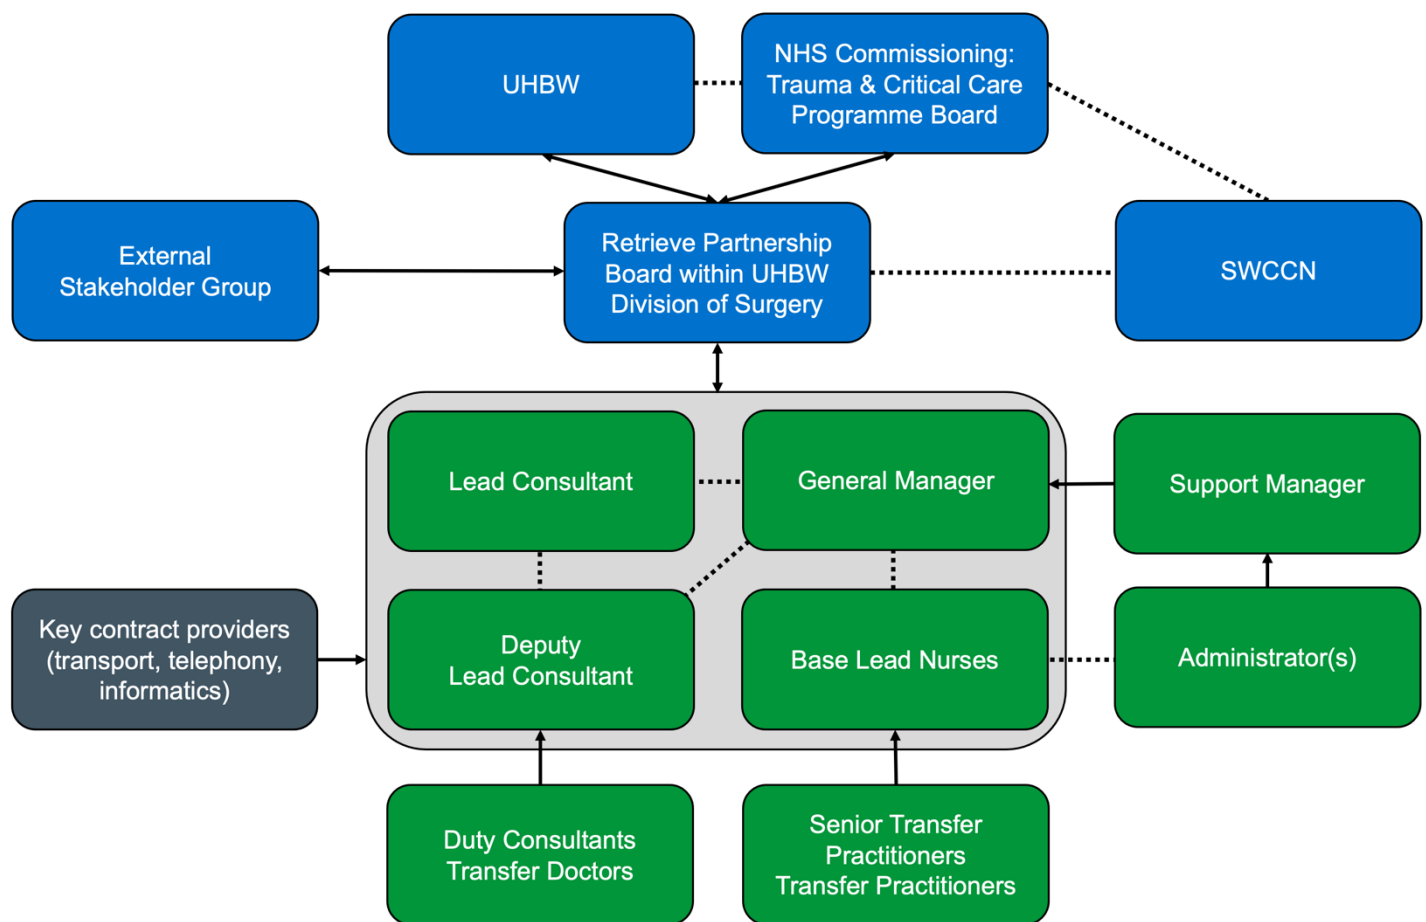 UHBW
NHS Commissioning:
Trauma & Critical Care
Programme Board
External
Stakeholder Group
Retrieve Partnership
Board within UHBW
Division of Surgery
SWCCN
Lead Consultant
General Manager
Support Manager
Key contract providers
(transport, telephony,
informatics)
Deputy
Lead Consultant
Base Lead Nurses
Administrator(s)
Duty Consultants
Transfer Doctors
Senior Transfer
Practitioners
Transfer Practitioners